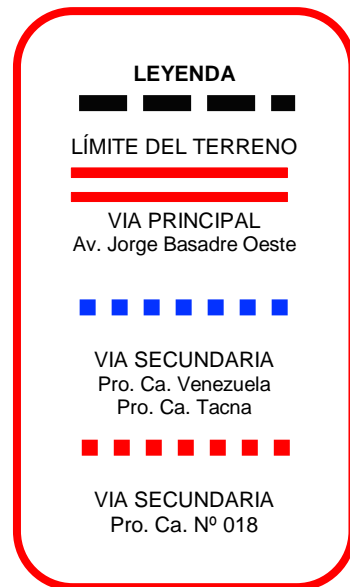 LEYENDA
LÍMITE DEL TERRENO
VIA PRINCIPAL
Av. Jorge Basadre Oeste
VIA SECUNDARIA
Pro. Ca. Venezuela
Pro. Ca. Tacna
VIA SECUNDARIA
Pro. Ca. Nº 018